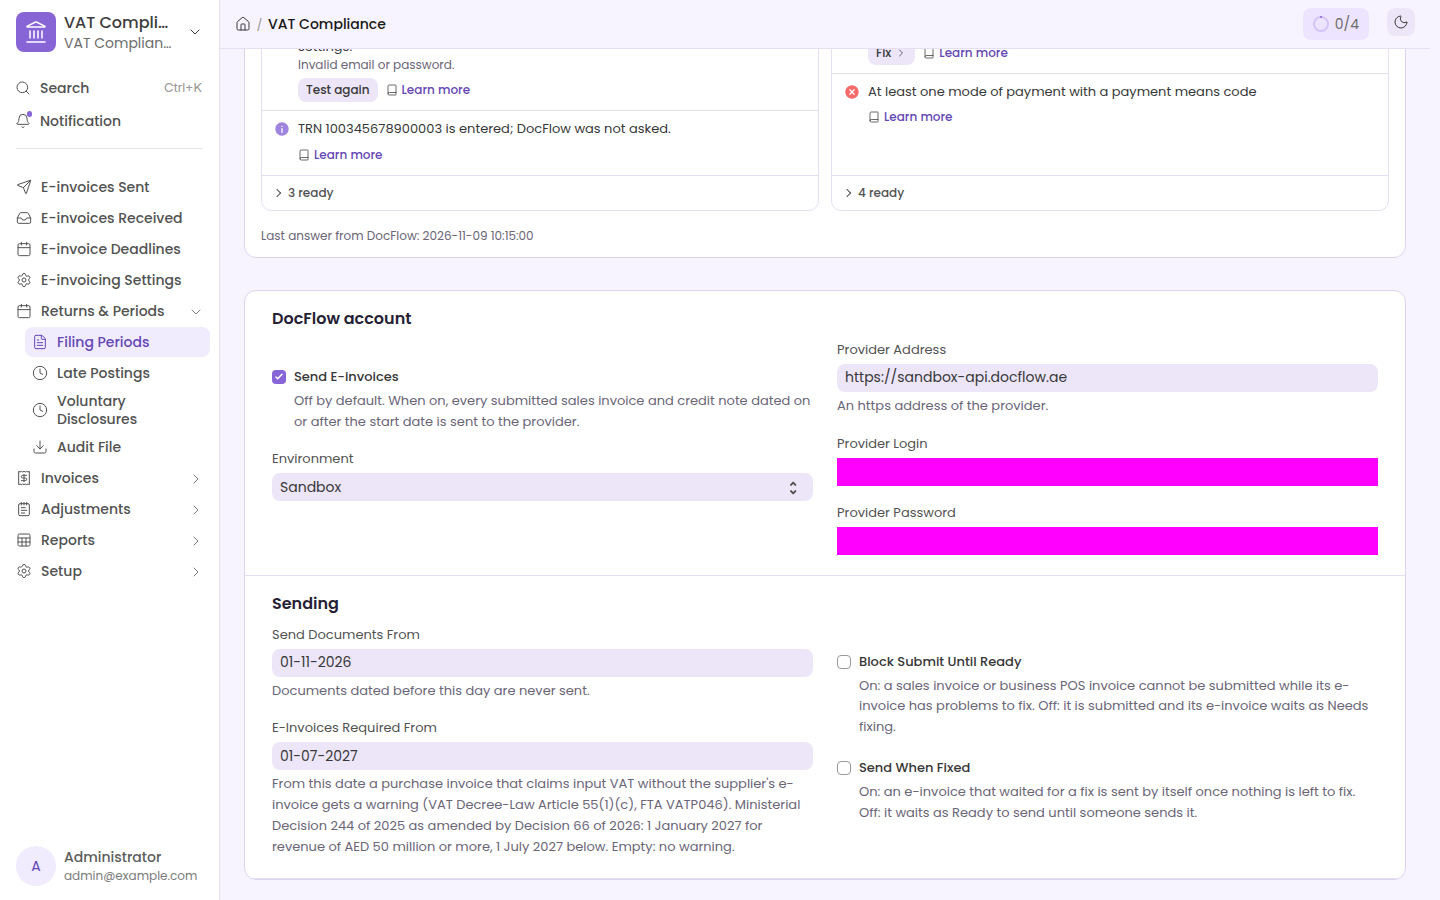 VAT Compli...
VAT Complian...
Search
Ctrl+K
Notification
E-invoices Sent
E-invoices Received
E-invoice Deadlines
E-invoicing Settings
Returns & Periods
Filing Periods
Late Postings
Voluntary
Disclosures
Audit File
Invoices
Adjustments
Reports
Setup
A
Administrator
admin@example.com
/ VAT Compliance
0/4
settings.
Invalid email or password.
Test again
Learn more
TRN 100345678900003 is entered; DocFlow was not asked.
Learn more
3 ready
Fix
Learn more
At least one mode of payment with a payment means code
Learn more
4 ready
Last answer from DocFlow: 2026-11-09 10:15:00
DocFlow account
Send E-invoices
Off by default. When on, every submitted sales invoice and credit note dated on
or after the start date is sent to the provider.
Environment
Sandbox
Provider Address
https://sandbox-api.docflow.ae
An https address of the provider.
Provider Login
Provider Password
Sending
Send Documents From
01-11-2026
Documents dated before this day are never sent.
E-Invoices Required From
01-07-2027
From this date a purchase invoice that claims input VAT without the supplier's e-
invoice gets a warning (VAT Decree-Law Article 55(1)(c), FTA VATP046). Ministerial
Decision 244 of 2025 as amended by Decision 66 of 2026: 1 January 2027 for
revenue of AED 50 million or more, 1 July 2027 below. Empty: no warning.
Block Submit Until Ready
On: a sales invoice or business POS invoice cannot be submitted while its e-
invoice has problems to fix. Off: it is submitted and its e-invoice waits as Needs
fixing.
Send When Fixed
On: an e-invoice that waited for a fix is sent by itself once nothing is left to fix.
Off: it waits as Ready to send until someone sends it.